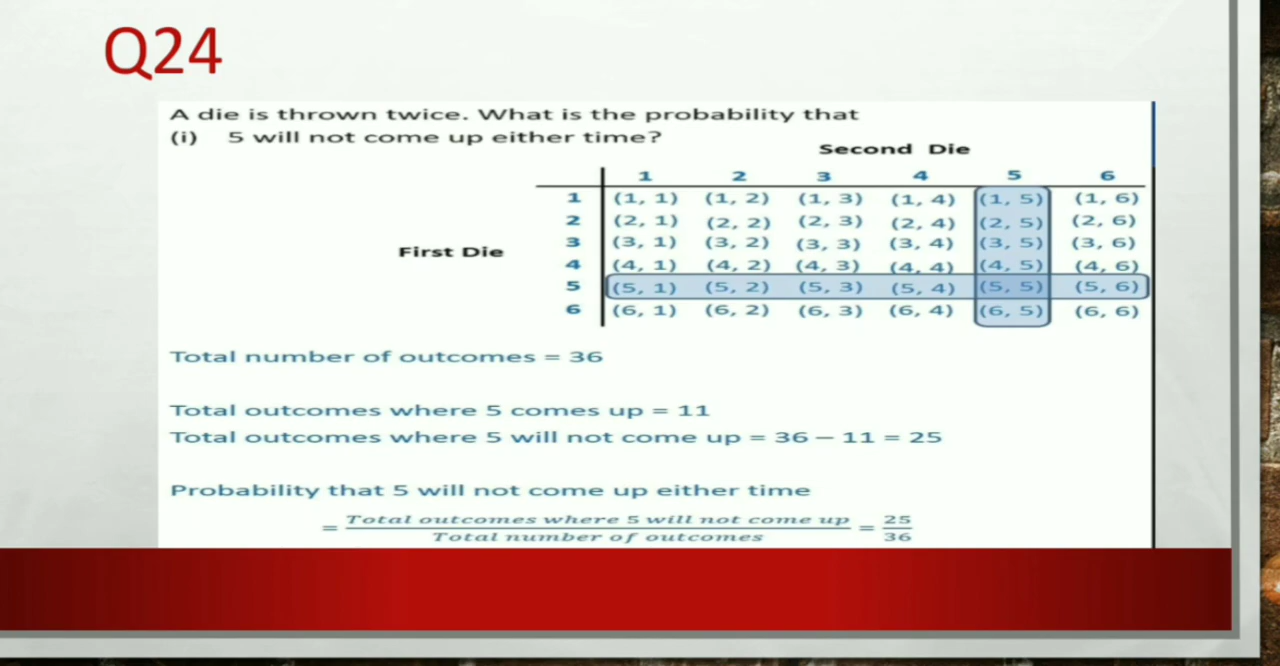 Q24
A die is thrown twice. What is the probability that
(i) 5 will not come up either time?
Second Die
1 2 3 4 5 6
1 (1, 1) (1, 2) (1, 3) (1, 4) (1, 5) (1, 6)
2 (2, 1) (2, 2) (2, 3) (2, 4) (2, 5) (2, 6)
3 (3, 1) (3, 2) (3, 3) (3, 4) (3, 5) (3, 6)
First Die
4 (4, 1) (4, 2) (4, 3) (4, 4) (4, 5) (4, 6)
5 (5, 1) (5, 2) (5, 3) (5, 4) (5, 5) (5, 6)
6 (6, 1) (6, 2) (6, 3) (6, 4) (6, 5) (6, 6)
Total number of outcomes = 36
Total outcomes where 5 comes up = 11
Total outcomes where 5 will not come up = 36 – 11 = 25
Probability that 5 will not come up either time
= Total outcomes where 5 will not come up / Total number of outcomes = 25 / 36